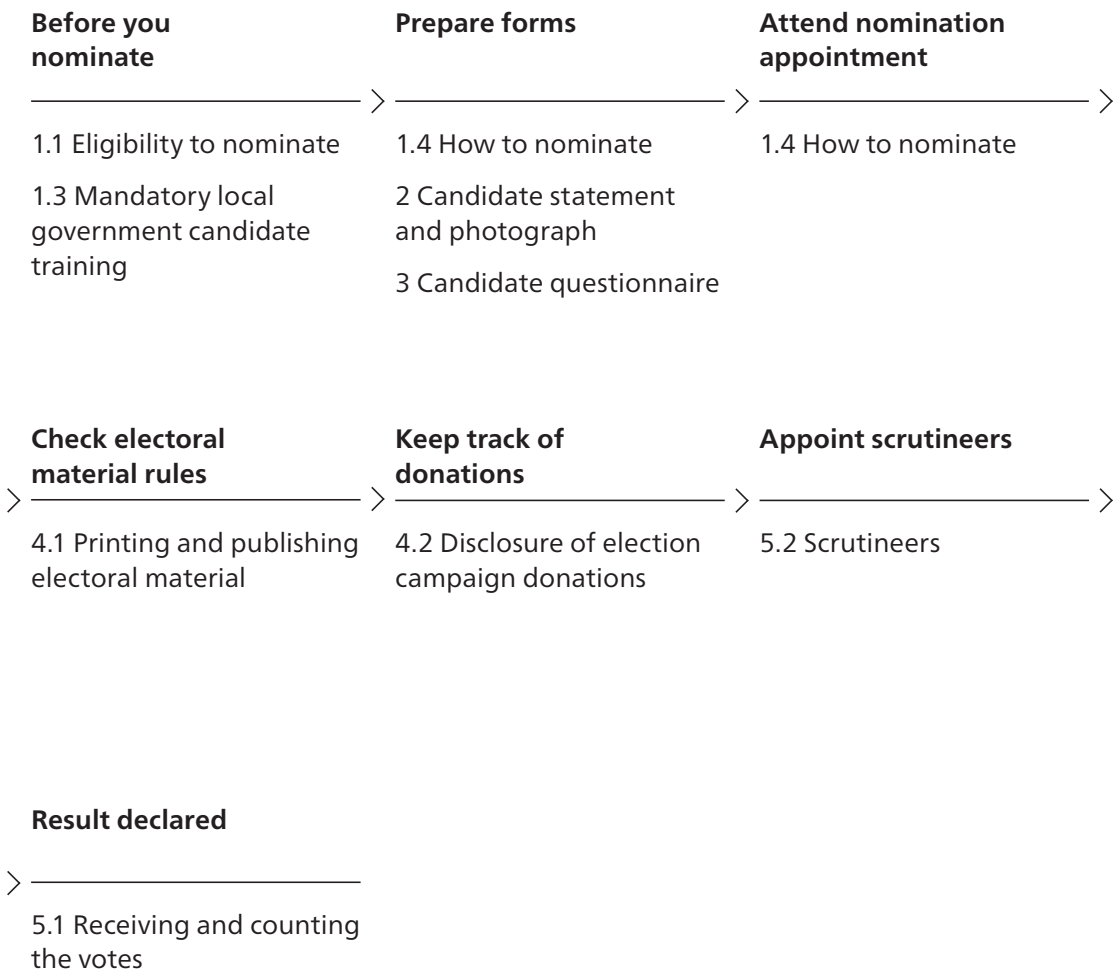 Before you
nominate
1.1 Eligibility to nominate
1.3 Mandatory local
government candidate
training
Prepare forms
1.4 How to nominate
2 Candidate statement
and photograph
3 Candidate questionnaire
Attend nomination
appointment
1.4 How to nominate
Check electoral
material rules
4.1 Printing and publishing
electoral material
Keep track of
donations
4.2 Disclosure of election
campaign donations
Appoint scrutineers
5.2 Scrutineers
Result declared
5.1 Receiving and counting
the votes